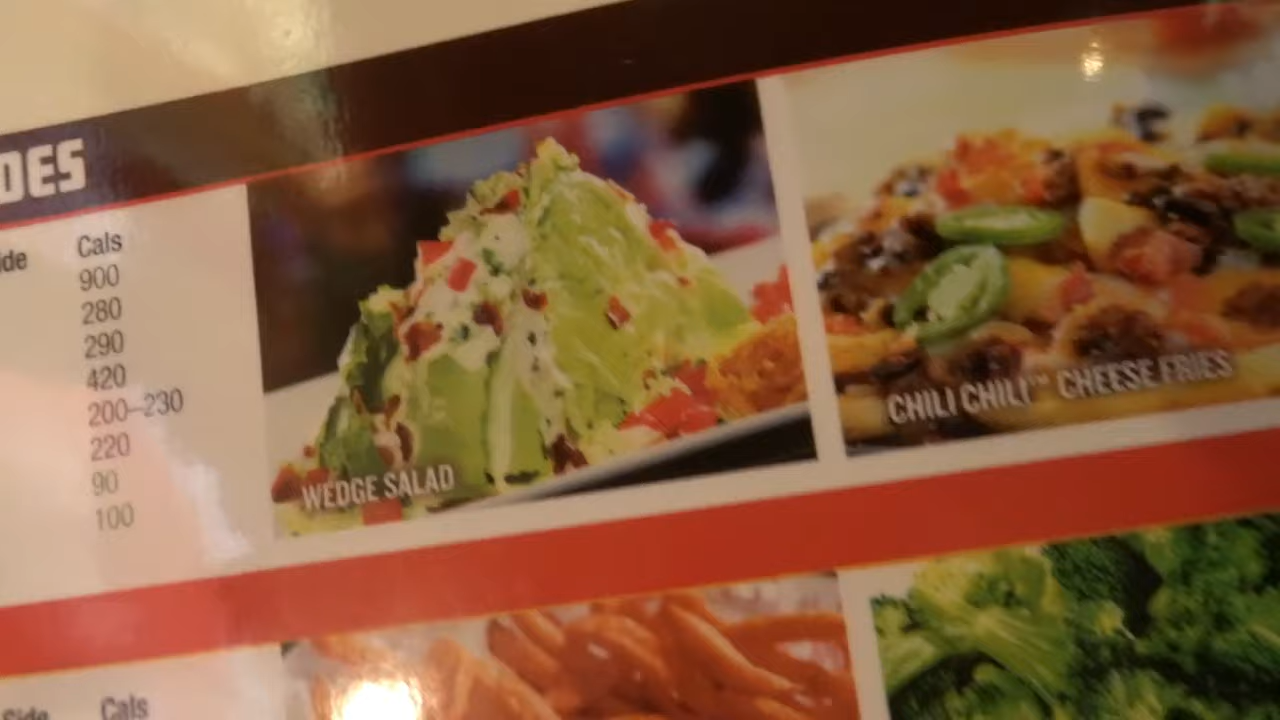 DES
ide Cals
900
280
290
420
200–230
220
90
100
WEDGE SALAD
CHILI CHILI™ CHEESE FRIES
Side Cals